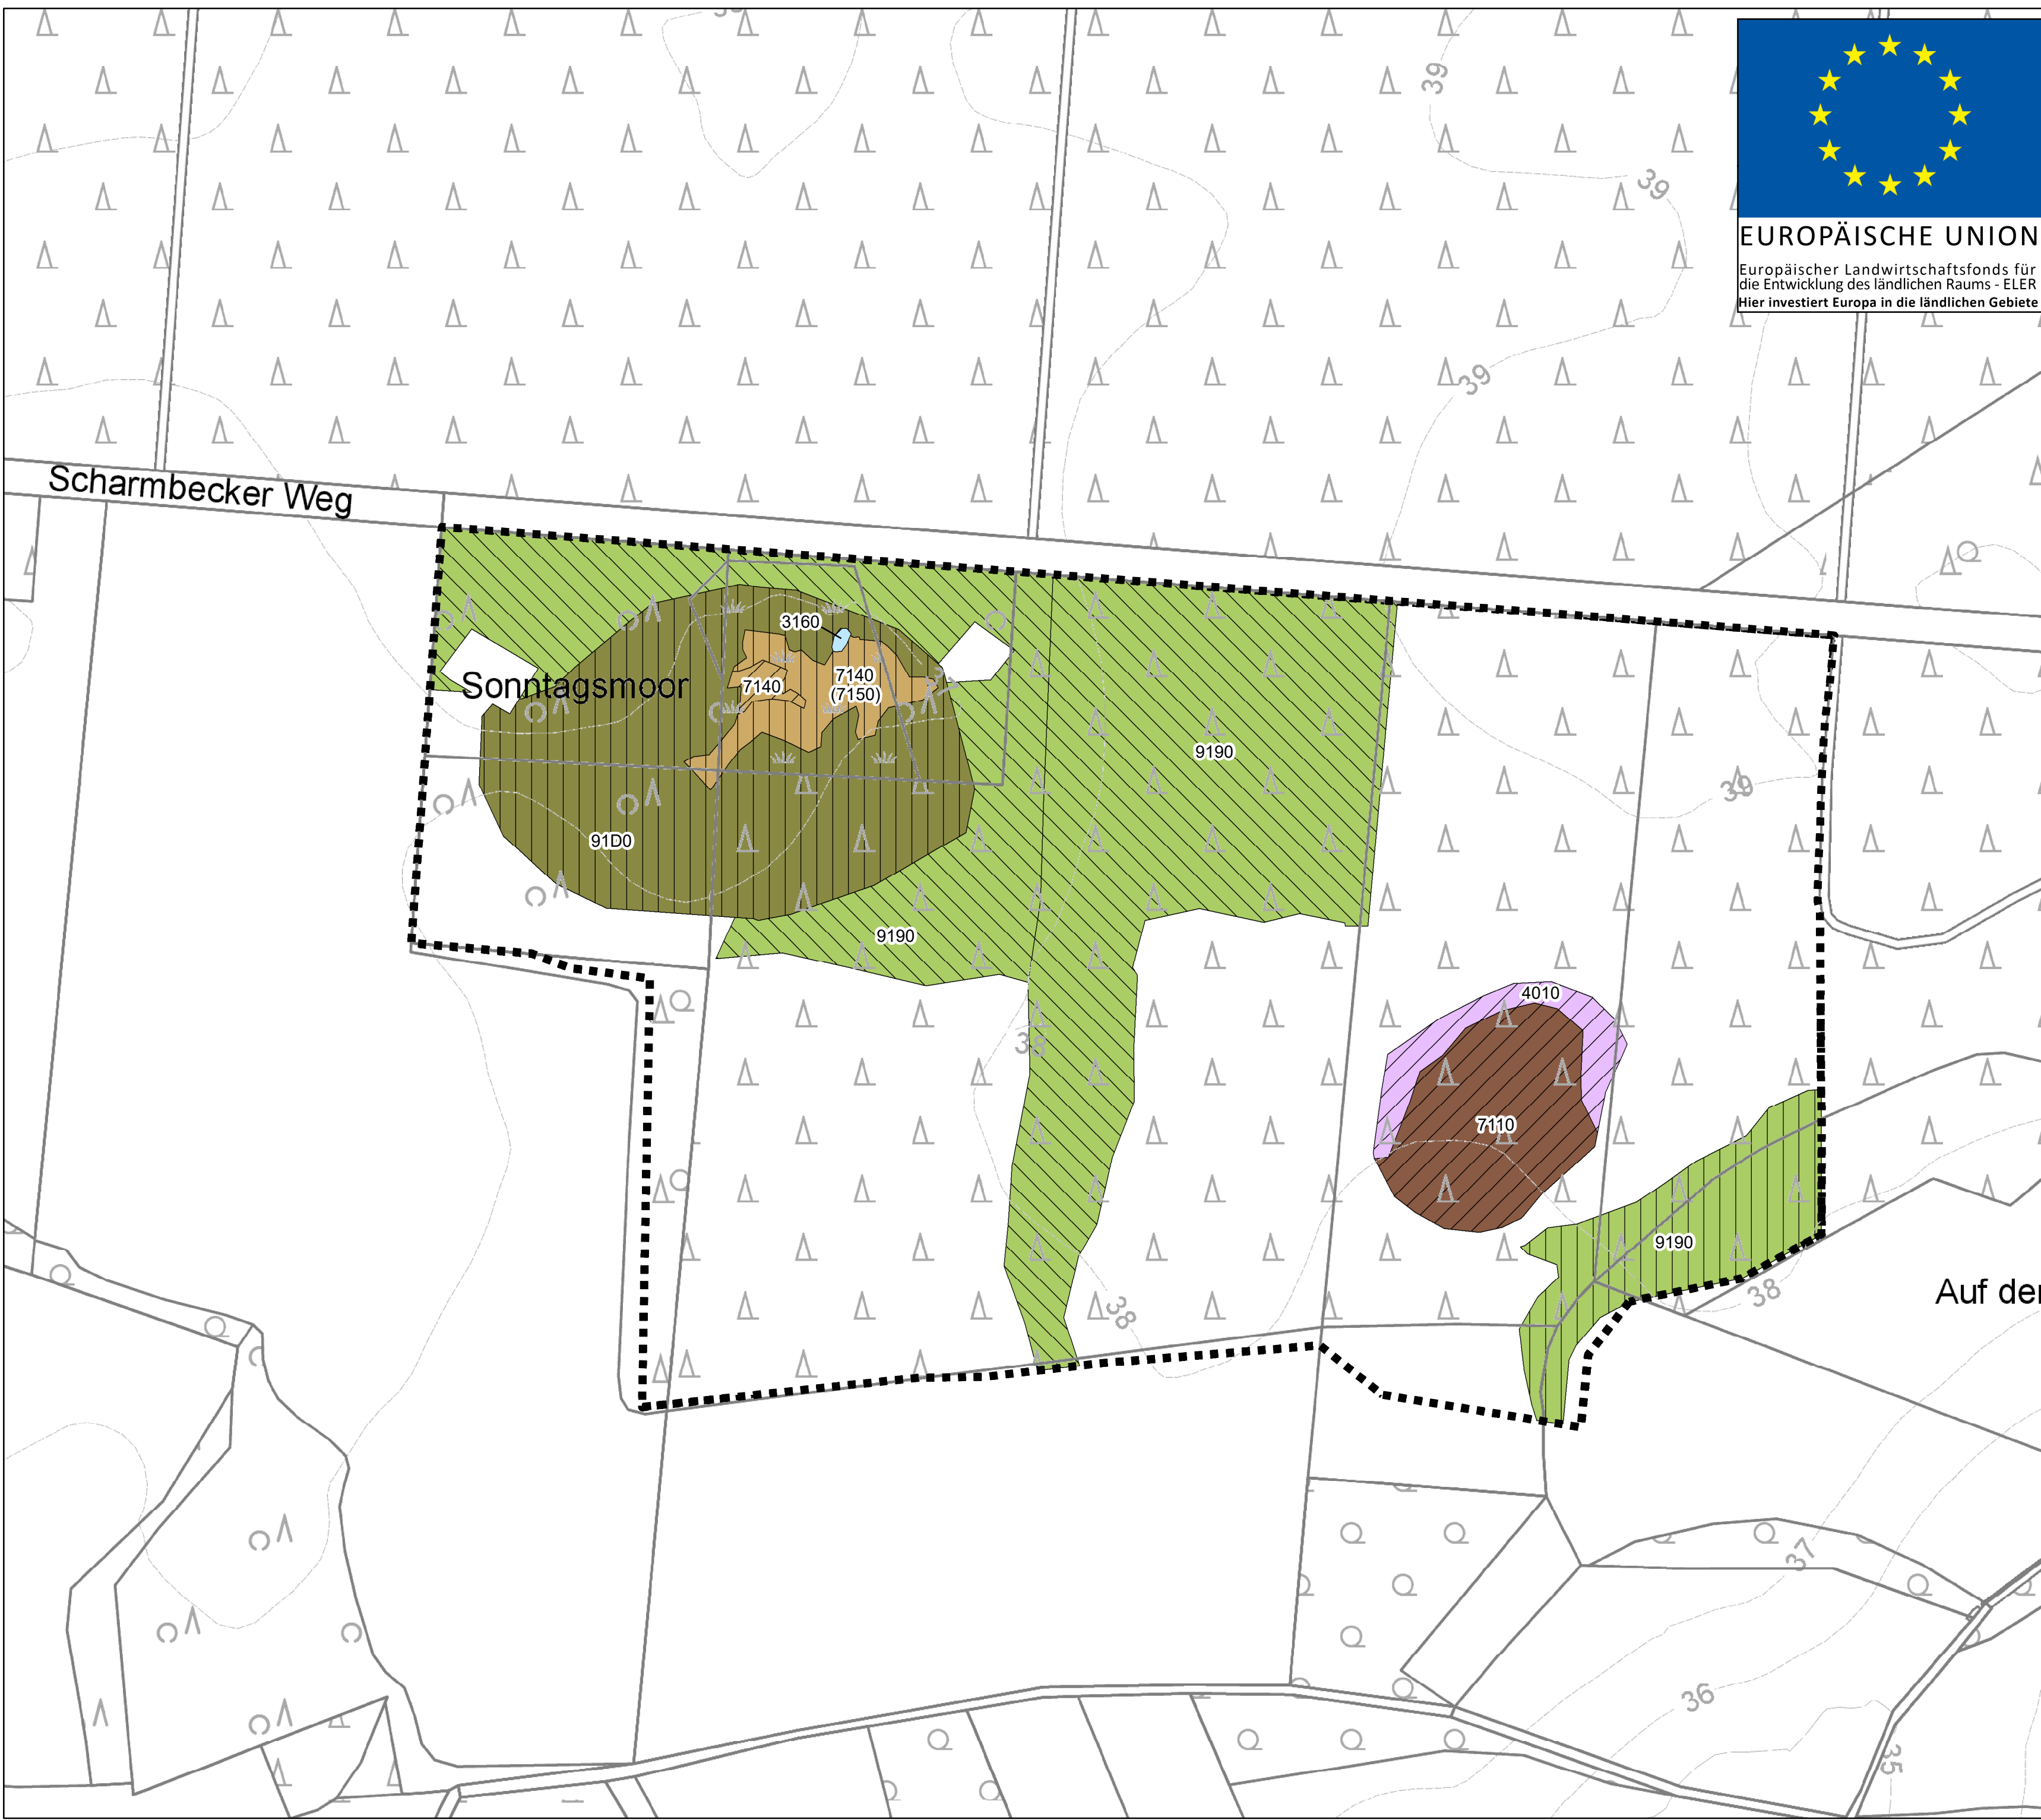 39
39
EUROPÄISCHE UNION
Europäischer Landwirtschaftsfonds für
die Entwicklung des ländlichen Raums - ELER
Hier investiert Europa in die ländlichen Gebiete
39
Scharmbecker Weg
3160
Sonntagsmoor
7140
7140
(7150)
9190
39
91D0
9190
4010
38
7110
9190
38
38
Auf der
37
36
35